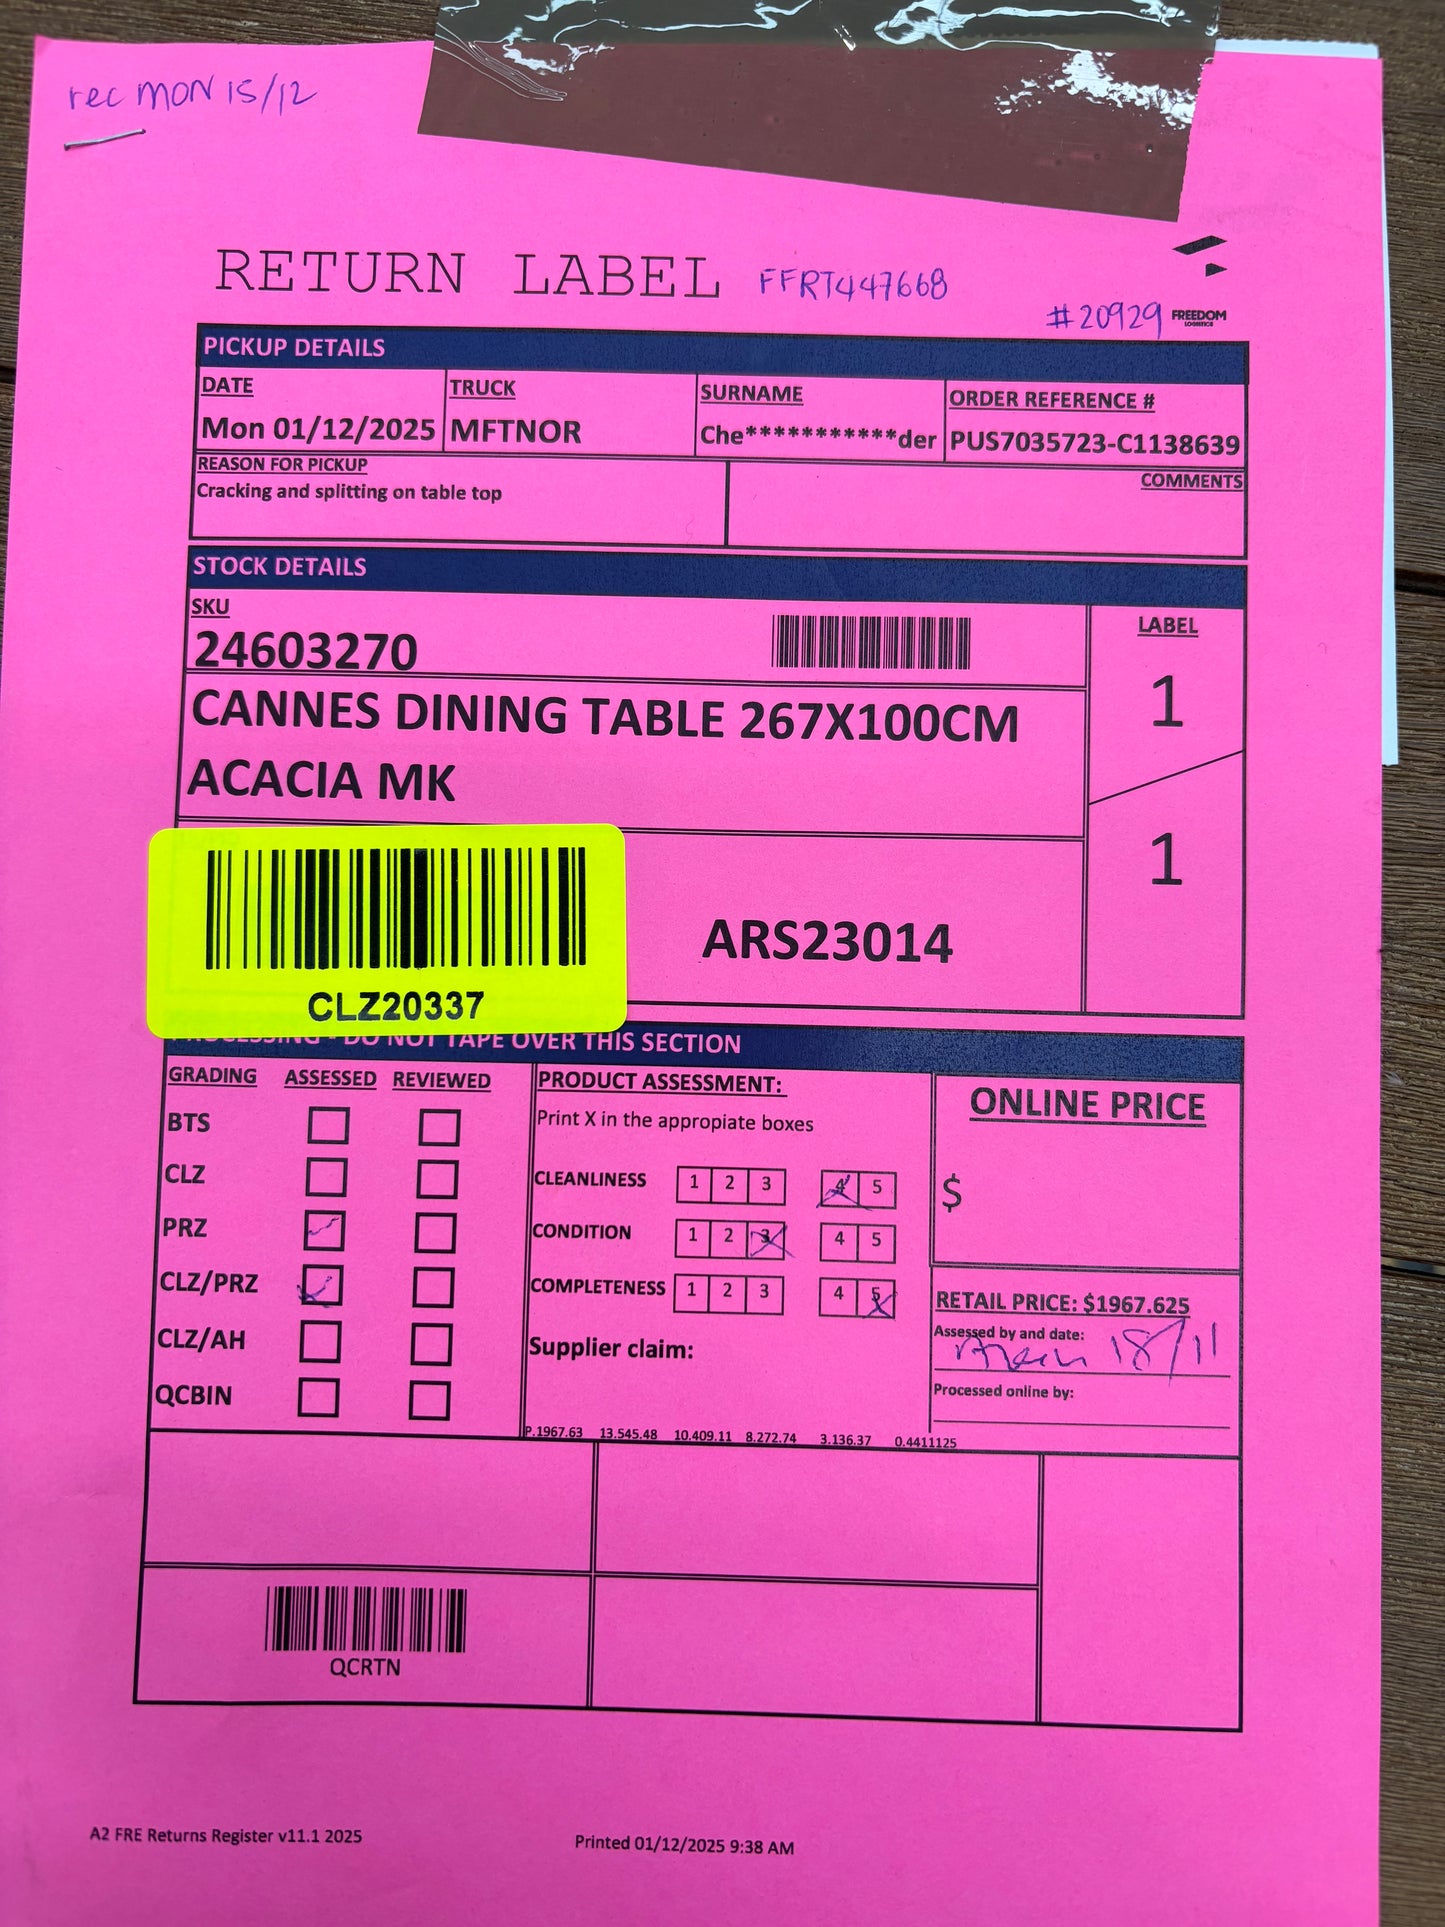 rec MON 15/12
RETURN LABEL FFRT447668
#20929 FREEDOM
LOGISTICS
PICKUP DETAILS
DATE TRUCK SURNAME ORDER REFERENCE #
Mon 01/12/2025 MFTNOR Che***********der PUS7035723-C1138639
REASON FOR PICKUP COMMENTS
Cracking and splitting on table top
STOCK DETAILS
SKU LABEL
24603270
1
CANNES DINING TABLE 267X100CM
ACACIA MK
1
ARS23014
CLZ20337
PROCESSING - DO NOT TAPE OVER THIS SECTION
GRADING ASSESSED REVIEWED PRODUCT ASSESSMENT: ONLINE PRICE
BTS Print X in the appropiate boxes
CLZ CLEANLINESS 1 2 3 4 5 $
PRZ CONDITION 1 2 3 4 5
CLZ/PRZ COMPLETENESS 1 2 3 4 5 RETAIL PRICE: $1967.625
CLZ/AH Supplier claim: Assessed by and date:
18/11
QCBIN Processed online by:
P.1967.63 13.545.48 10.409.11 8.272.74 3.136.37 0.4411125
QCRTN
A2 FRE Returns Register v11.1 2025 Printed 01/12/2025 9:38 AM